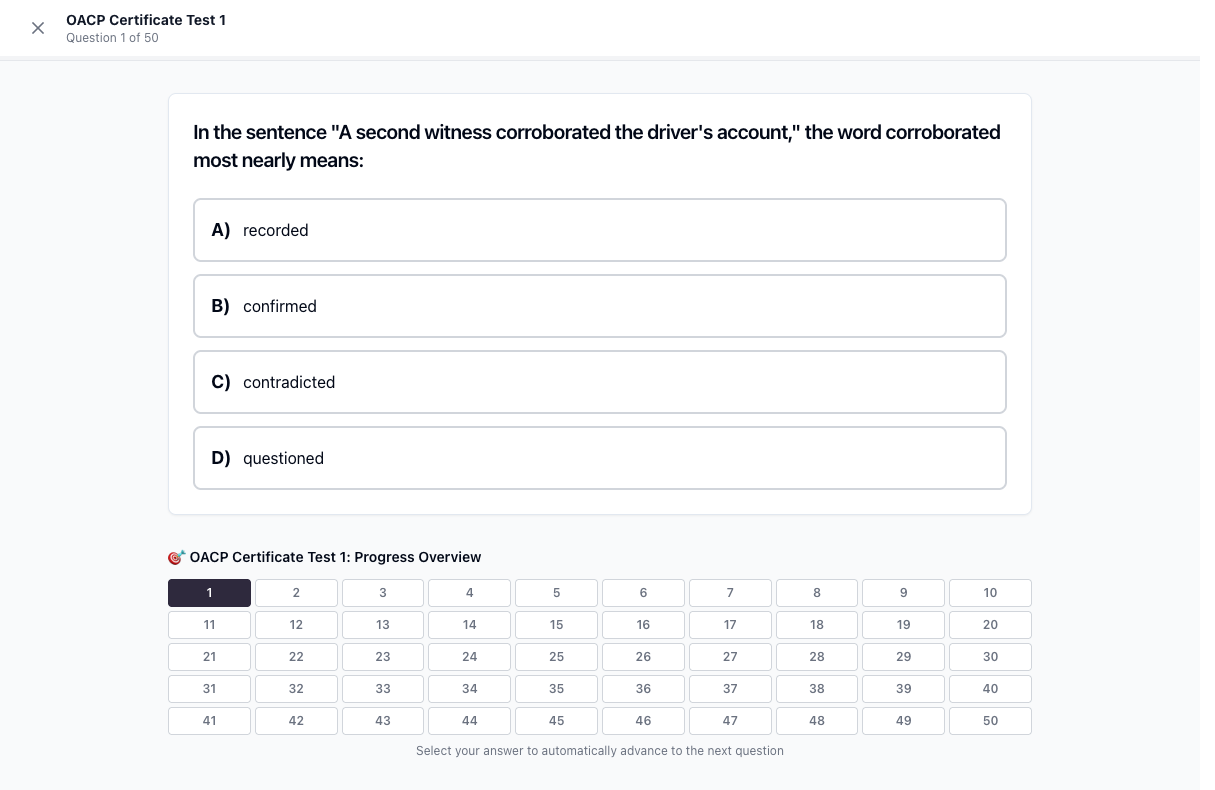 OACP Certificate Test 1
Question 1 of 50
In the sentence "A second witness corroborated the driver's account," the word corroborated
most nearly means:
A) recorded
B) confirmed
C) contradicted
D) questioned
🎯 OACP Certificate Test 1: Progress Overview
1 2 3 4 5 6 7 8 9 10
11 12 13 14 15 16 17 18 19 20
21 22 23 24 25 26 27 28 29 30
31 32 33 34 35 36 37 38 39 40
41 42 43 44 45 46 47 48 49 50
Select your answer to automatically advance to the next question